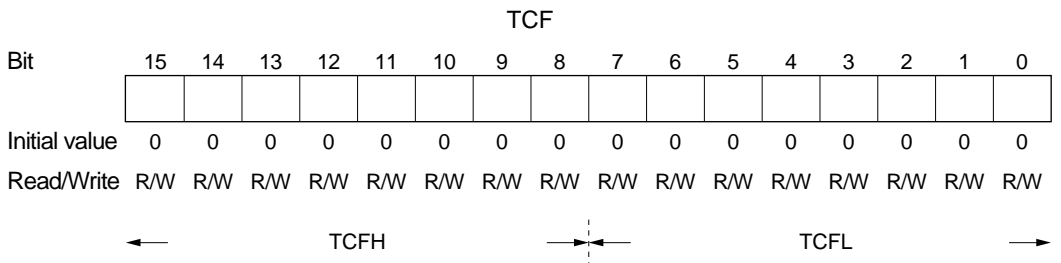 TCF
Bit 15 14 13 12 11 10 9 8 7 6 5 4 3 2 1 0
Initial value 0 0 0 0 0 0 0 0 0 0 0 0 0 0 0 0
Read/Write R/W R/W R/W R/W R/W R/W R/W R/W R/W R/W R/W R/W R/W R/W R/W R/W
TCFH TCFL